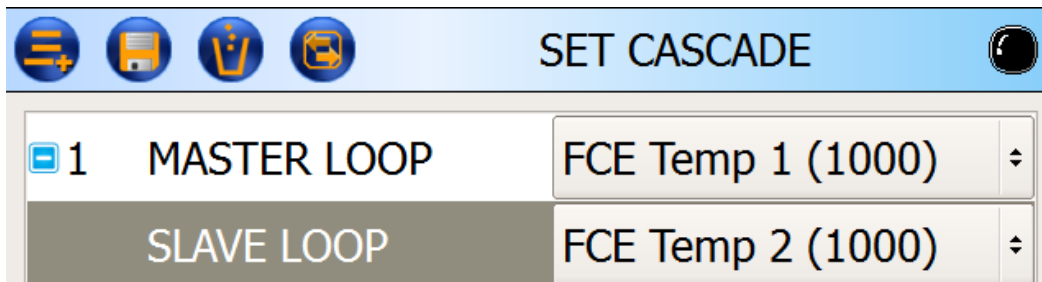 SET CASCADE
1 MASTER LOOP FCE Temp 1 (1000)
SLAVE LOOP FCE Temp 2 (1000)